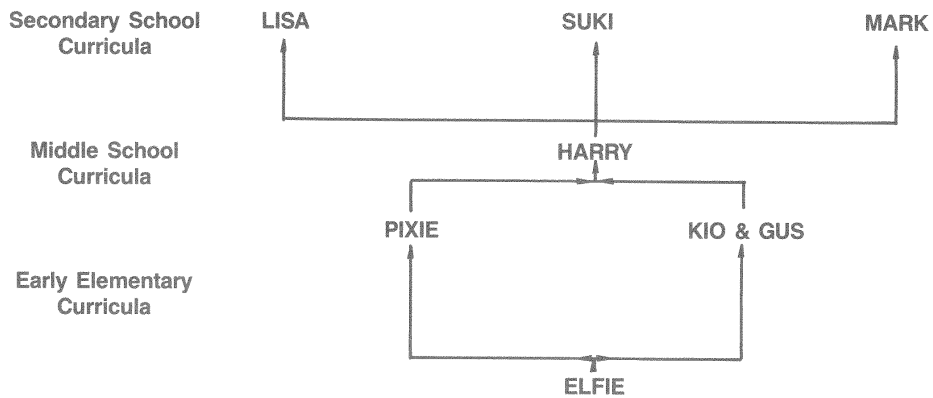 Secondary School
Curricula
LISA
SUKI
MARK
Middle School
Curricula
HARRY
PIXIE
KIO & GUS
Early Elementary
Curricula
ELFIE